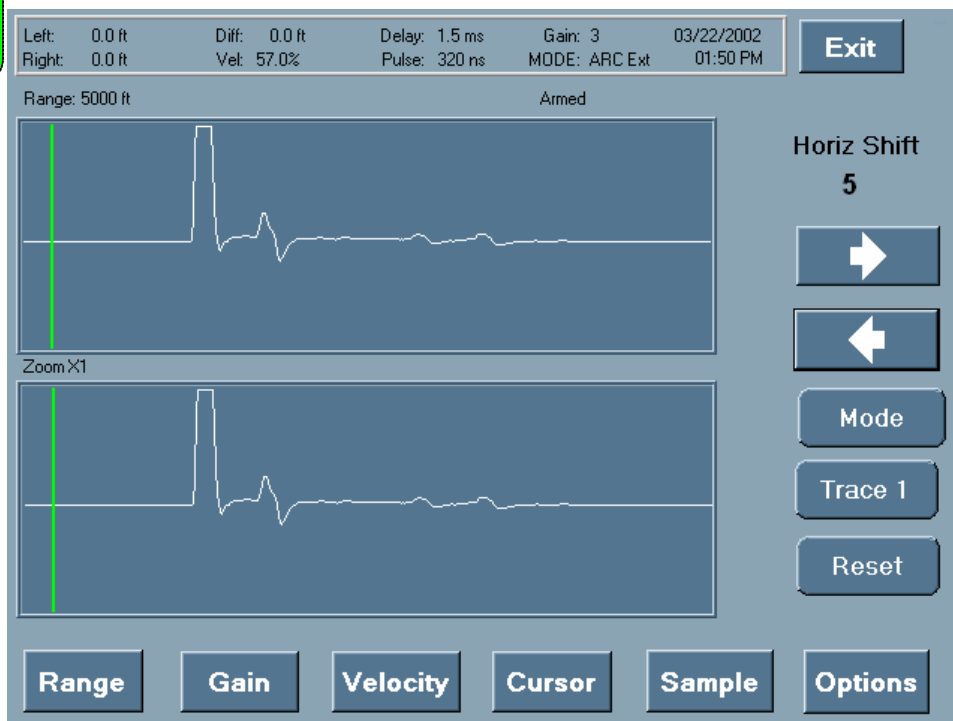 Left: 0.0 ft Diff: 0.0 ft Delay: 1.5 ms Gain: 3 03/22/2002
Right: 0.0 ft Vel: 57.0% Pulse: 320 ns MODE: ARC Ext 01:50 PM
Exit
Range: 5000 ft Armed
Horiz Shift
5
Zoom X1
Mode
Trace 1
Reset
Range Gain Velocity Cursor Sample Options